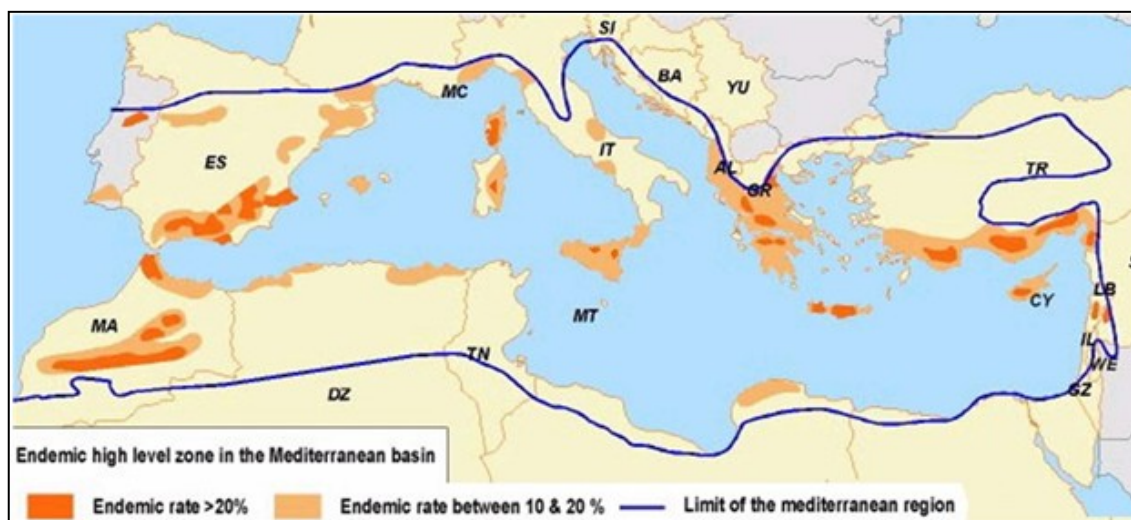 SI
BA
YU
MC
IT
ES
AL
GR
TR
CY
LB
MA
MT
IL
TN
WE
DZ
GZ
S
Endemic high level zone in the Mediterranean basin
Endemic rate >20%
Endemic rate between 10 & 20 %
Limit of the mediterranean region